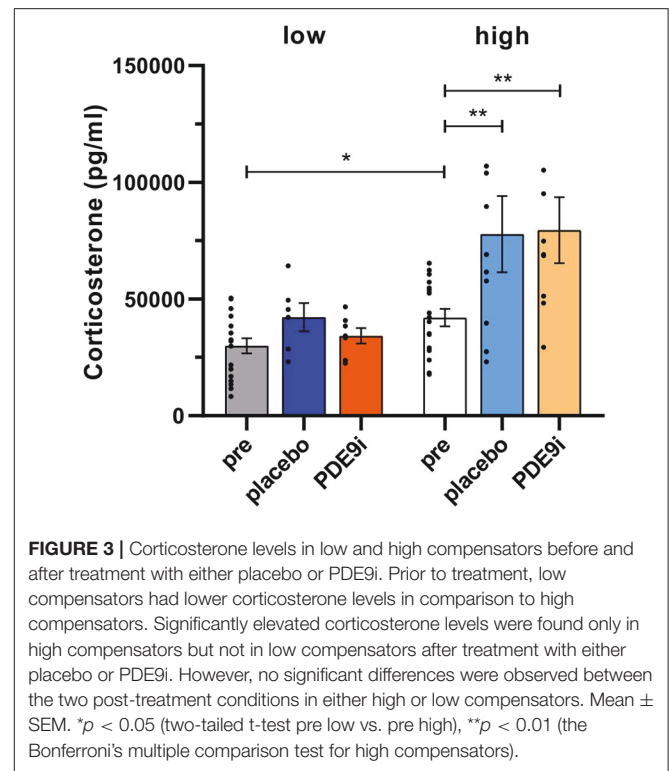 low high
150000
**
**
*
100000
50000
0
Corticosterone (pg/ml)
pre placebo PDE9i pre placebo PDE9i
FIGURE 3 | Corticosterone levels in low and high compensators before and
after treatment with either placebo or PDE9i. Prior to treatment, low
compensators had lower corticosterone levels in comparison to high
compensators. Significantly elevated corticosterone levels were found only in
high compensators but not in low compensators after treatment with either
placebo or PDE9i. However, no significant differences were observed between
the two post-treatment conditions in either high or low compensators. Mean ±
SEM. *p < 0.05 (two-tailed t-test pre low vs. pre high), **p < 0.01 (the
Bonferroni's multiple comparison test for high compensators).